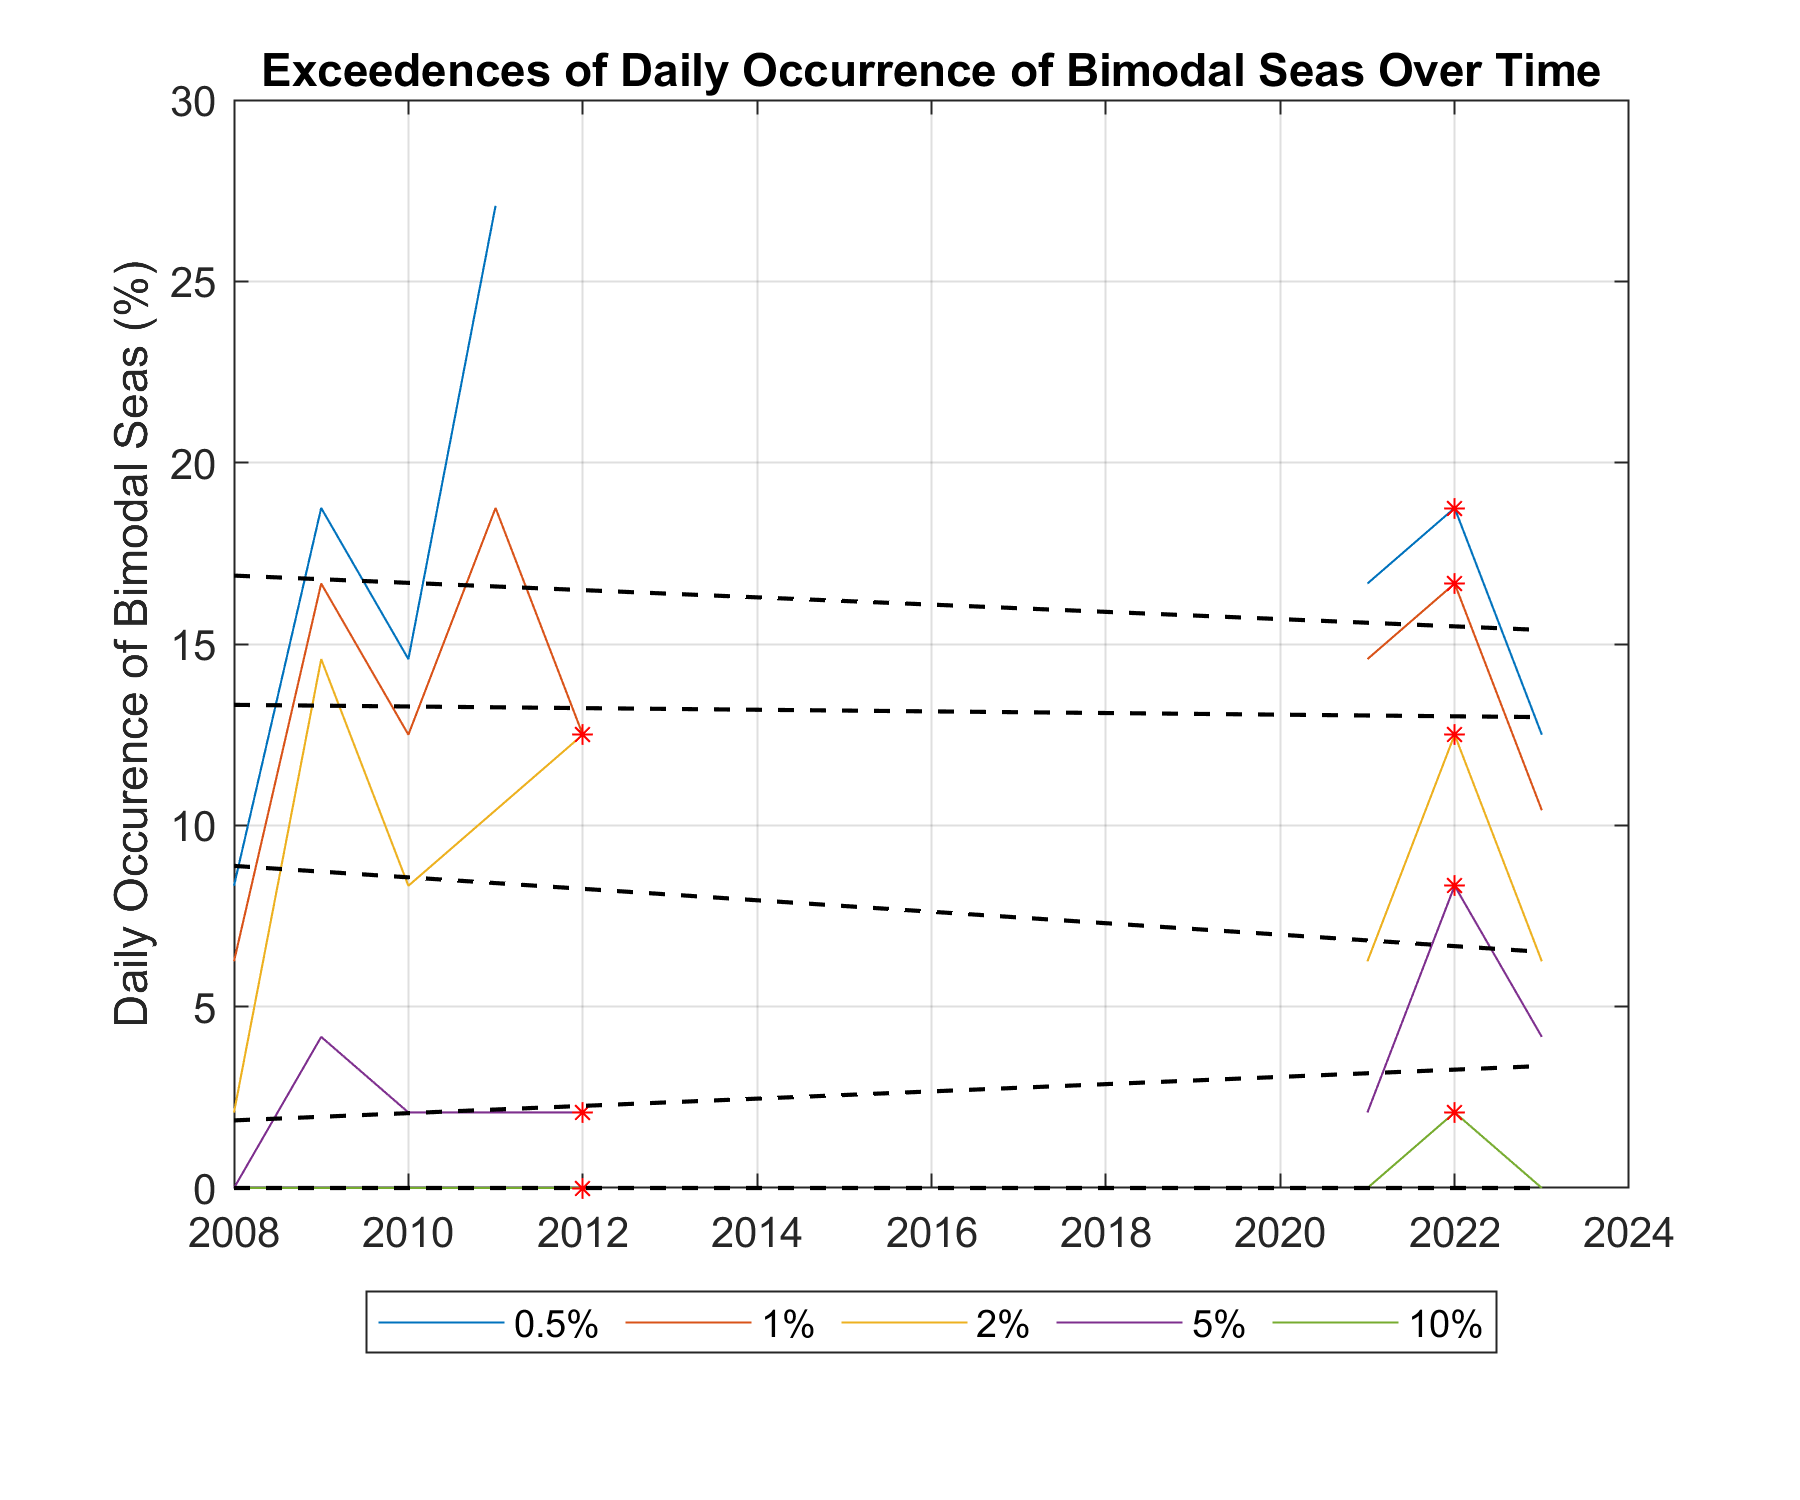 Exceedences of Daily Occurrence of Bimodal Seas Over Time
Daily Occurence of Bimodal Seas (%)
30
25
20
15
10
5
0
2008 2010 2012 2014 2016 2018 2020 2022 2024
0.5% 1% 2% 5% 10%